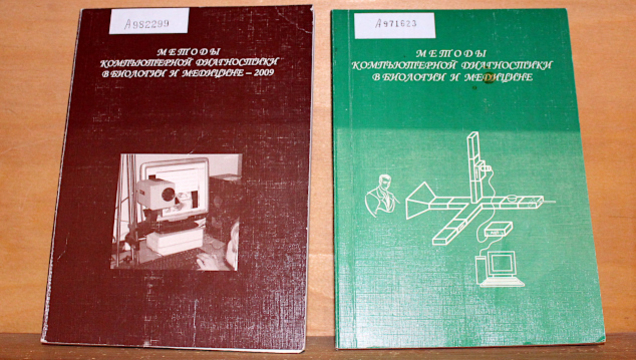 А982299
МЕТОДЫ
КОМПЬЮТЕРНОЙ ДИАГНОСТИКИ
В БИОЛОГИИ И МЕДИЦИНЕ – 2009
А971623
МЕТОДЫ
КОМПЬЮТЕРНОЙ ДИАГНОСТИКИ
В БИОЛОГИИ И МЕДИЦИНЕ